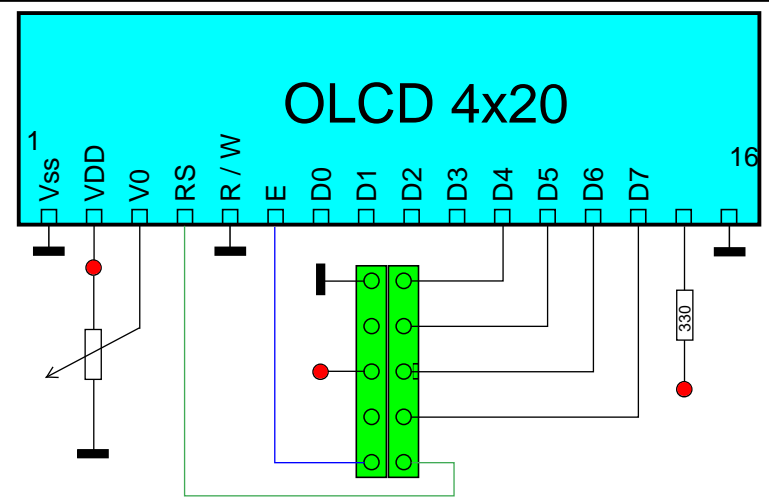 OLCD 4x20
1
16
Vss
VDD
V0
RS
R / W
E
D0
D1
D2
D3
D4
D5
D6
D7
330